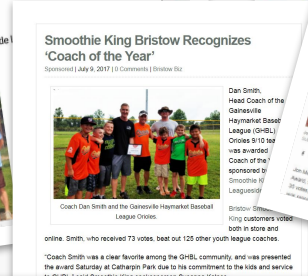 Smoothie King Bristow Recognizes
'Coach of the Year'
Sponsored | July 9, 2017 | 0 Comments | Bristow Biz
Dan Smith,
Head Coach of the
Gainesville
Haymarket Baseb
League (GHBL)
Orioles 9/10 tea
was awarded
Coach of the
sponsored b
Smoothie K
Leagueside
Coach Dan Smith and the Gainesville Haymarket Baseball
League Orioles.
Bristow Sm
King customers voted
both in store and
online. Smith, who received 73 votes, beat out 125 other youth league coaches.
"Coach Smith was a clear favorite among the GHBL community, and was presented
the award Saturday at Catharpin Park due to his commitment to the kids and service